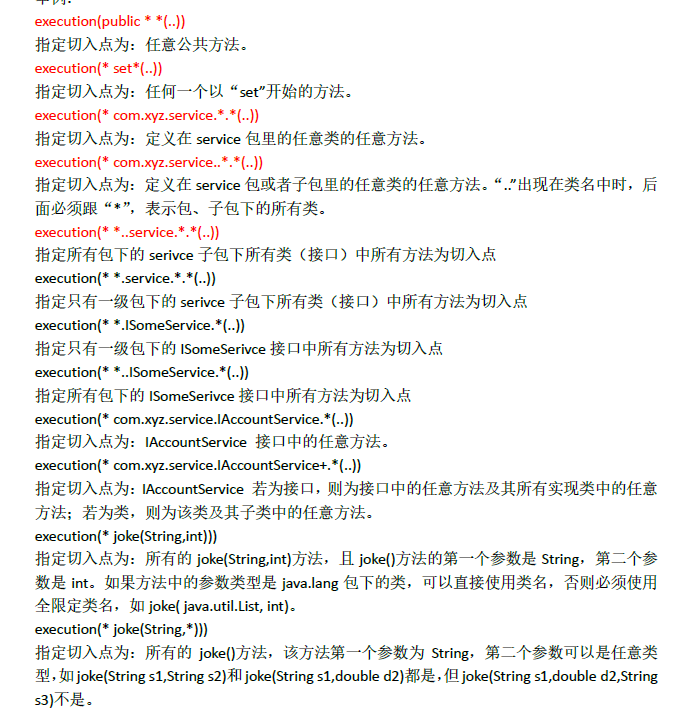 举例:
execution(public * *(..))
指定切入点为：任意公共方法。
execution(* set*(..))
指定切入点为：任何一个以“set”开始的方法。
execution(* com.xyz.service.*.*(..))
指定切入点为：定义在 service 包里的任意类的任意方法。
execution(* com.xyz.service..*.*(..))
指定切入点为：定义在 service 包或者子包里的任意类的任意方法。“..”出现在类名中时，后
面必须跟“*”，表示包、子包下的所有类。
execution(* *..service.*.*(..))
指定所有包下的 serivce 子包下所有类（接口）中所有方法为切入点
execution(* *.service.*.*(..))
指定只有一级包下的 serivce 子包下所有类（接口）中所有方法为切入点
execution(* *.ISomeService.*(..))
指定只有一级包下的 ISomeSerivce 接口中所有方法为切入点
execution(* *..ISomeService.*(..))
指定所有包下的 ISomeSerivce 接口中所有方法为切入点
execution(* com.xyz.service.IAccountService.*(..))
指定切入点为：IAccountService 接口中的任意方法。
execution(* com.xyz.service.IAccountService+.*(..))
指定切入点为：IAccountService 若为接口，则为接口中的任意方法及其所有实现类中的任意
方法；若为类，则为该类及其子类中的任意方法。
execution(* joke(String,int)))
指定切入点为：所有的 joke(String,int)方法，且 joke()方法的第一个参数是 String，第二个参
数是 int。如果方法中的参数类型是 java.lang 包下的类，可以直接使用类名，否则必须使用
全限定类名，如 joke( java.util.List, int)。
execution(* joke(String,*)))
指定切入点为：所有的 joke()方法，该方法第一个参数为 String，第二个参数可以是任意类
型，如 joke(String s1,String s2)和 joke(String s1,double d2)都是，但 joke(String s1,double d2,String
s3)不是。